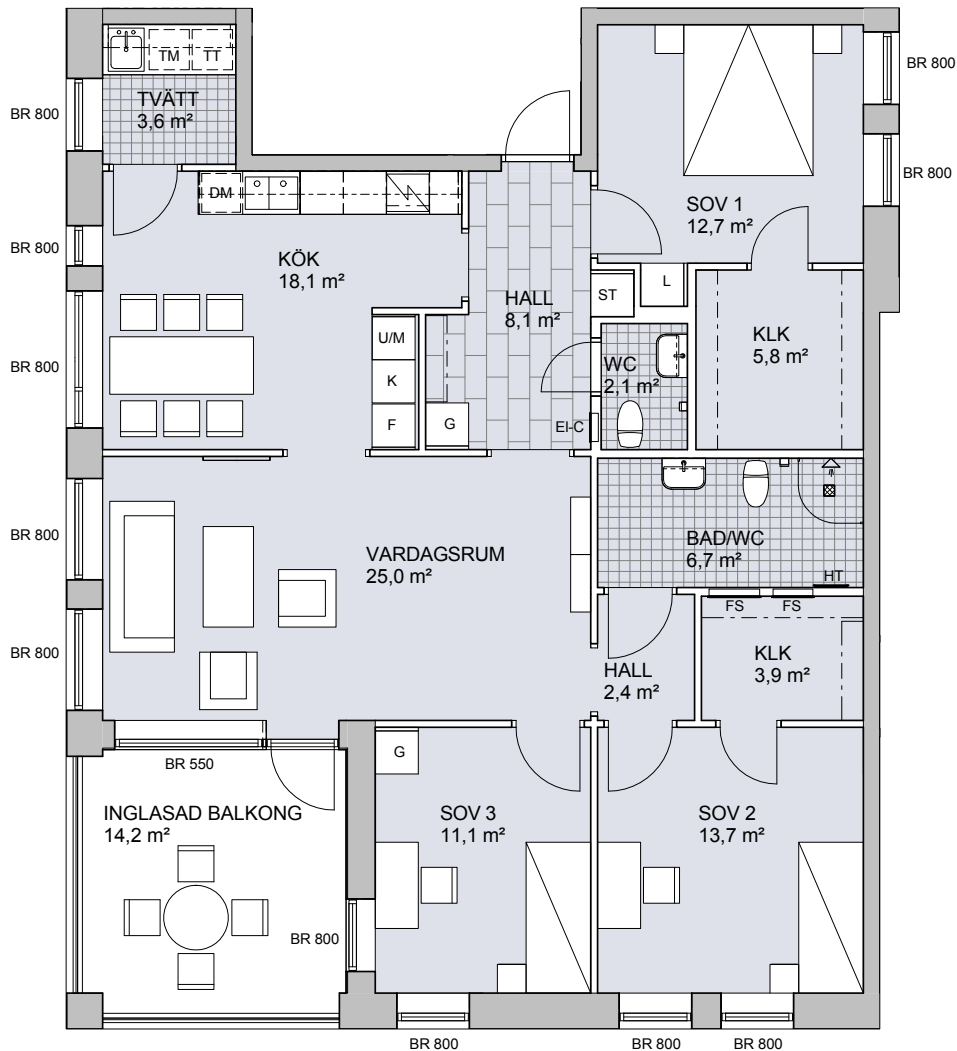 TM
TT
BR 800
TVÄTT
3,6 m²
BR 800
DM
SOV 1
12,7 m²
BR 800
BR 800
KÖK
18,1 m²
HALL
8,1 m²
ST
L
U/M
K
F
G
WC
2,1 m²
KLK
5,8 m²
BR 800
EI-C
BR 800
VARDAGSRUM
25,0 m²
BAD/WC
6,7 m²
HT
FS
FS
BR 800
HALL
2,4 m²
KLK
3,9 m²
BR 550
G
INGLASAD BALKONG
14,2 m²
SOV 3
11,1 m²
SOV 2
13,7 m²
BR 800
BR 800
BR 800
BR 800